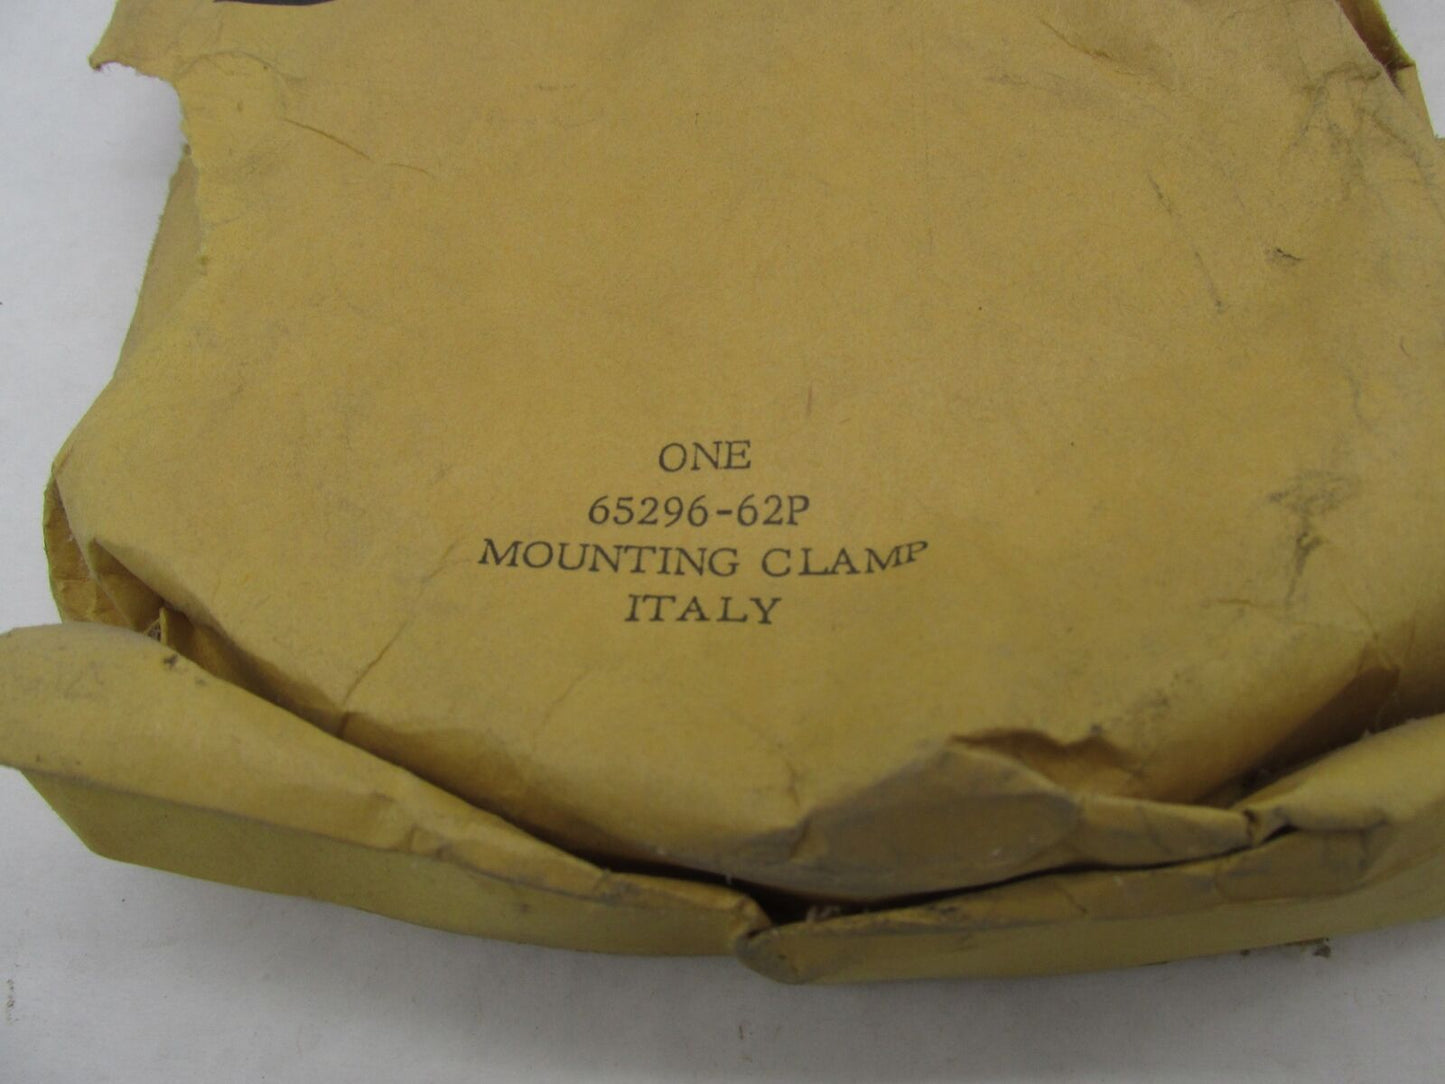 ONE
65296-62P
MOUNTING CLAMP
ITALY